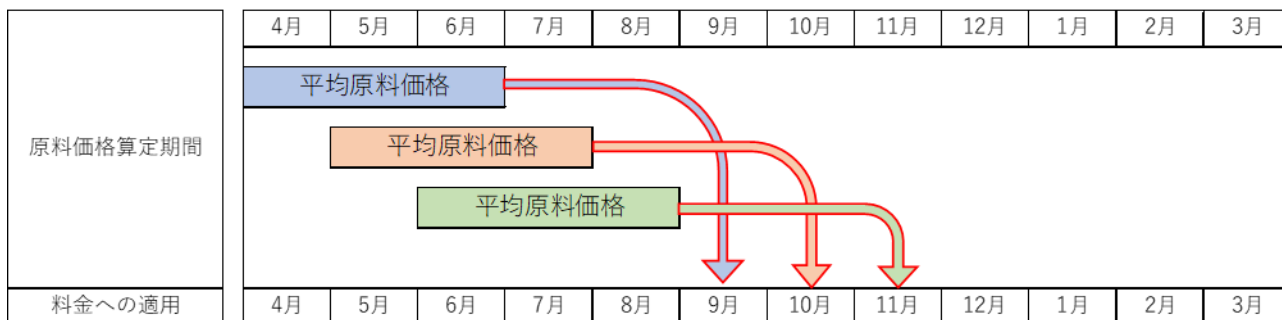 4月 5月 6月 7月 8月 9月 10月 11月 12月 1月 2月 3月
平均原料価格
平均原料価格
原料価格算定期間
平均原料価格
料金への適用 4月 5月 6月 7月 8月 9月 10月 11月 12月 1月 2月 3月